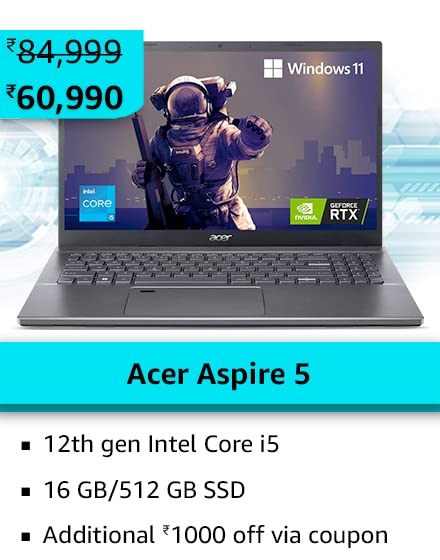 ₹84,999
₹60,990
Windows 11
intel
CORE
i5
NVIDIA.
GEFORCE
RTX
acer
Acer Aspire 5
▪ 12th gen Intel Core i5
▪ 16 GB/512 GB SSD
▪ Additional ₹1000 off via coupon